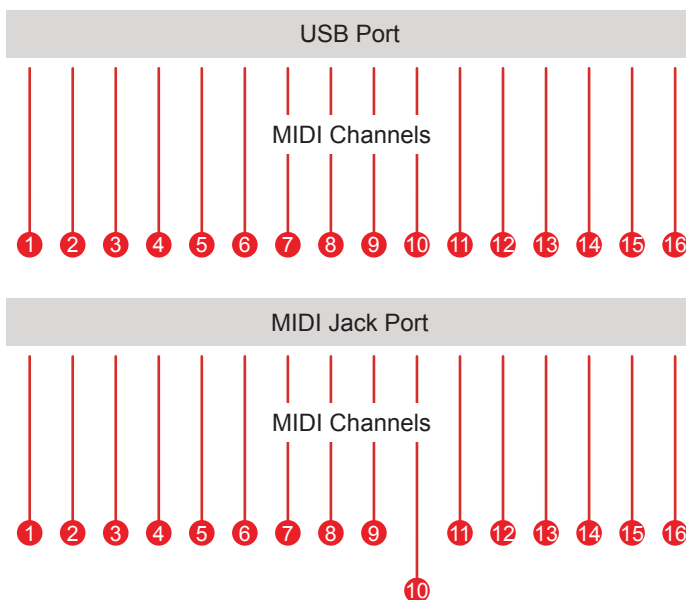 USB Port
MIDI Channels
1 2 3 4 5 6 7 8 9 10 11 12 13 14 15 16
MIDI Jack Port
MIDI Channels
1 2 3 4 5 6 7 8 9 11 12 13 14 15 16
10